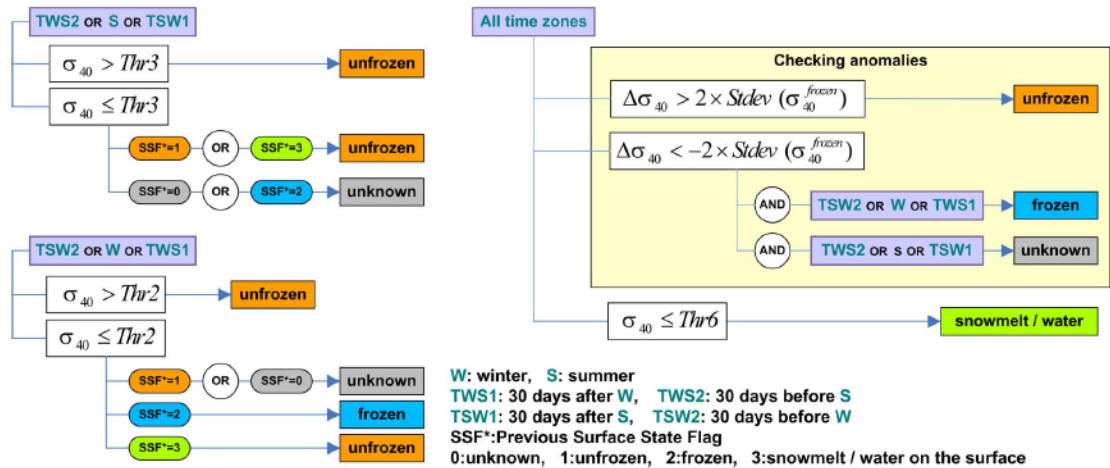 TWS2 OR S OR TSW1
σ40 > Thr3
unfrozen
σ40 ≤ Thr3
SSF*=1 OR SSF*=3 unfrozen
SSF*=0 OR SSF*=2 unknown
TSW2 OR W OR TWS1
σ40 > Thr2
unfrozen
σ40 ≤ Thr2
SSF*=1 OR SSF*=0 unknown
SSF*=2 frozen
SSF*=3 unfrozen
All time zones
Checking anomalies
Δσ40 > 2 × Stdev (σ40^frozen)
unfrozen
Δσ40 < −2 × Stdev (σ40^frozen)
AND TSW2 OR W OR TWS1 frozen
AND TWS2 OR S OR TSW1 unknown
σ40 ≤ Thr6
snowmelt / water
W: winter, S: summer
TWS1: 30 days after W, TWS2: 30 days before S
TSW1: 30 days after S, TSW2: 30 days before W
SSF*:Previous Surface State Flag
0:unknown, 1:unfrozen, 2:frozen, 3:snowmelt / water on the surface